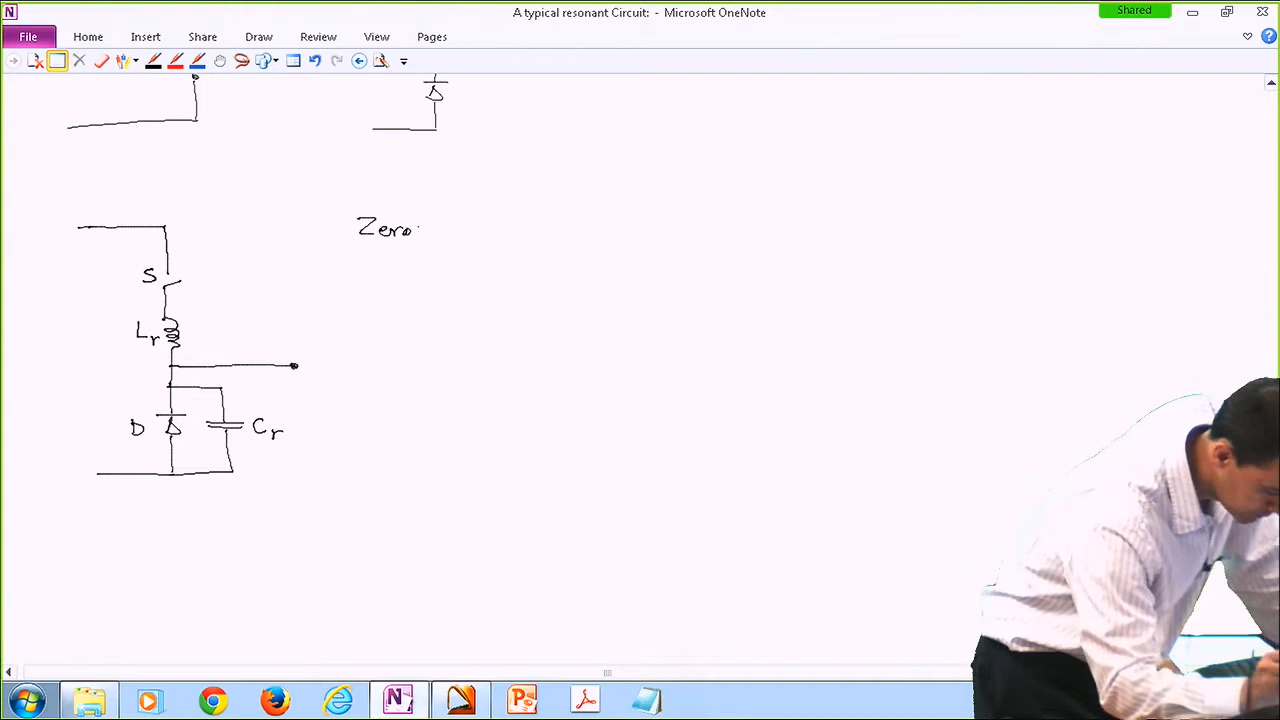 A typical resonant Circuit: - Microsoft OneNote
Shared
File Home Insert Share Draw Review View Pages
Zero
S
Lr
D Cr